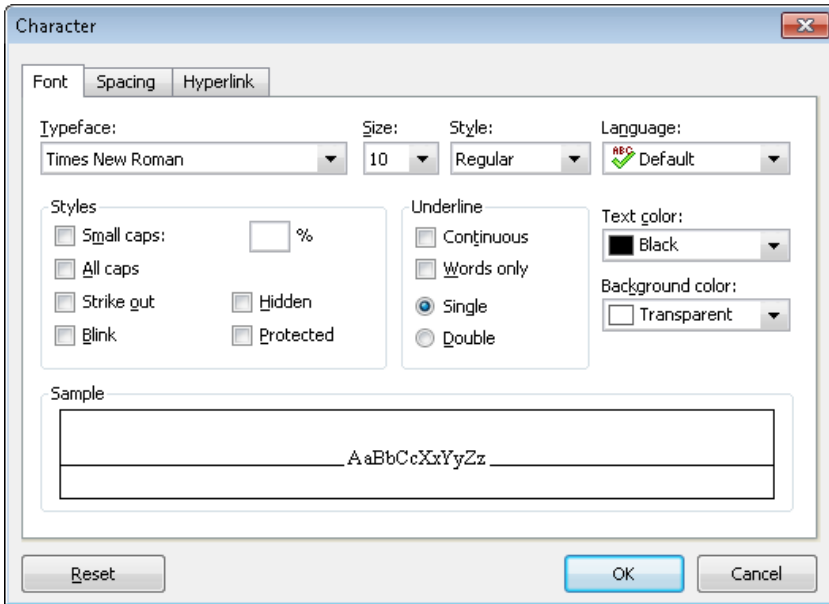 Character
Font Spacing Hyperlink
Typeface: Size: Style: Language:
Times New Roman 10 Regular ABC Default
Styles Underline
Small caps: % Continuous Text color:
All caps Words only Black
Strike out Hidden Single Background color:
Blink Protected Double Transparent
Sample
AaBbCcXxYyZz
Reset OK Cancel